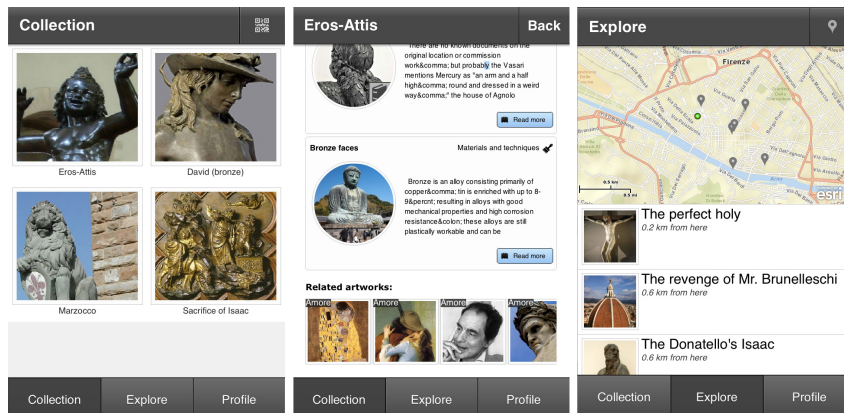 Collection
Eros-Attis
David (bronze)
Marzocco
Sacrifice of Isaac
Collection Explore Profile
Eros-Attis Back
There are no known documents on the
original location or commission
work&comma; but probably the Vasari
mentions Mercury as "an arm and a half
high&comma; round and dressed in a weird
way&comma;" the house of Agnolo
Read more
Bronze faces
Materials and techniques
Bronze is an alloy consisting primarily of
copper&comma; tin is enriched with up to 8-
9&percnt; resulting in alloys with good
mechanical properties and high corrosion
resistance&colon; these alloys are still
plastically workable and can be
Read more
Related artworks:
Amore Amore Amore Amore
Collection Explore Profile
Explore
Firenze
0.5 km
0.5 mi
esri
The perfect holy
0.2 km from here
The revenge of Mr. Brunelleschi
0.6 km from here
The Donatello's Isaac
0.6 km from here
Collection Explore Profile